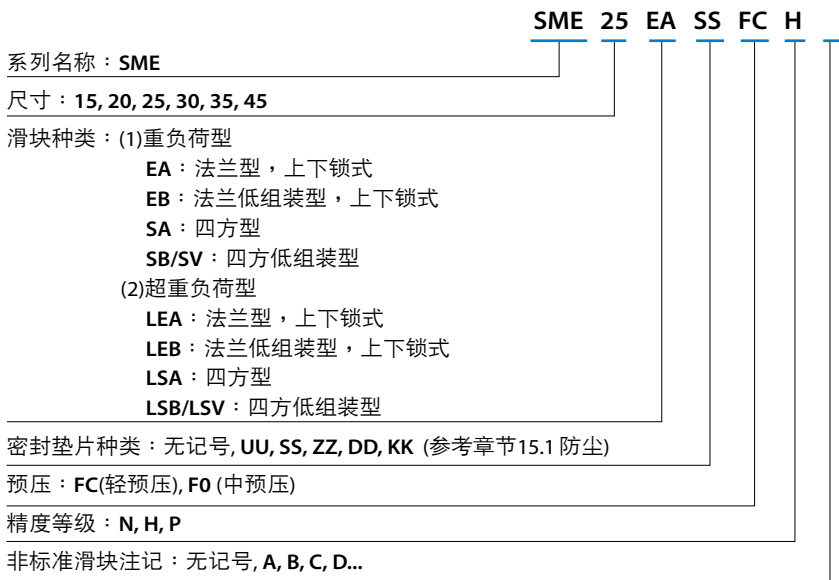 SME 25 EA SS FC H
系列名称：SME
尺寸：15, 20, 25, 30, 35, 45
滑块种类：(1)重负荷型
EA：法兰型，上下锁式
EB：法兰低组装型，上下锁式
SA：四方型
SB/SV：四方低组装型
(2)超重负荷型
LEA：法兰型，上下锁式
LEB：法兰低组装型，上下锁式
LSA：四方型
LSB/LSV：四方低组装型
密封垫片种类：无记号, UU, SS, ZZ, DD, KK (参考章节15.1 防尘)
预压：FC(轻预压), F0 (中预压)
精度等级：N, H, P
非标准滑块注记：无记号, A, B, C, D...